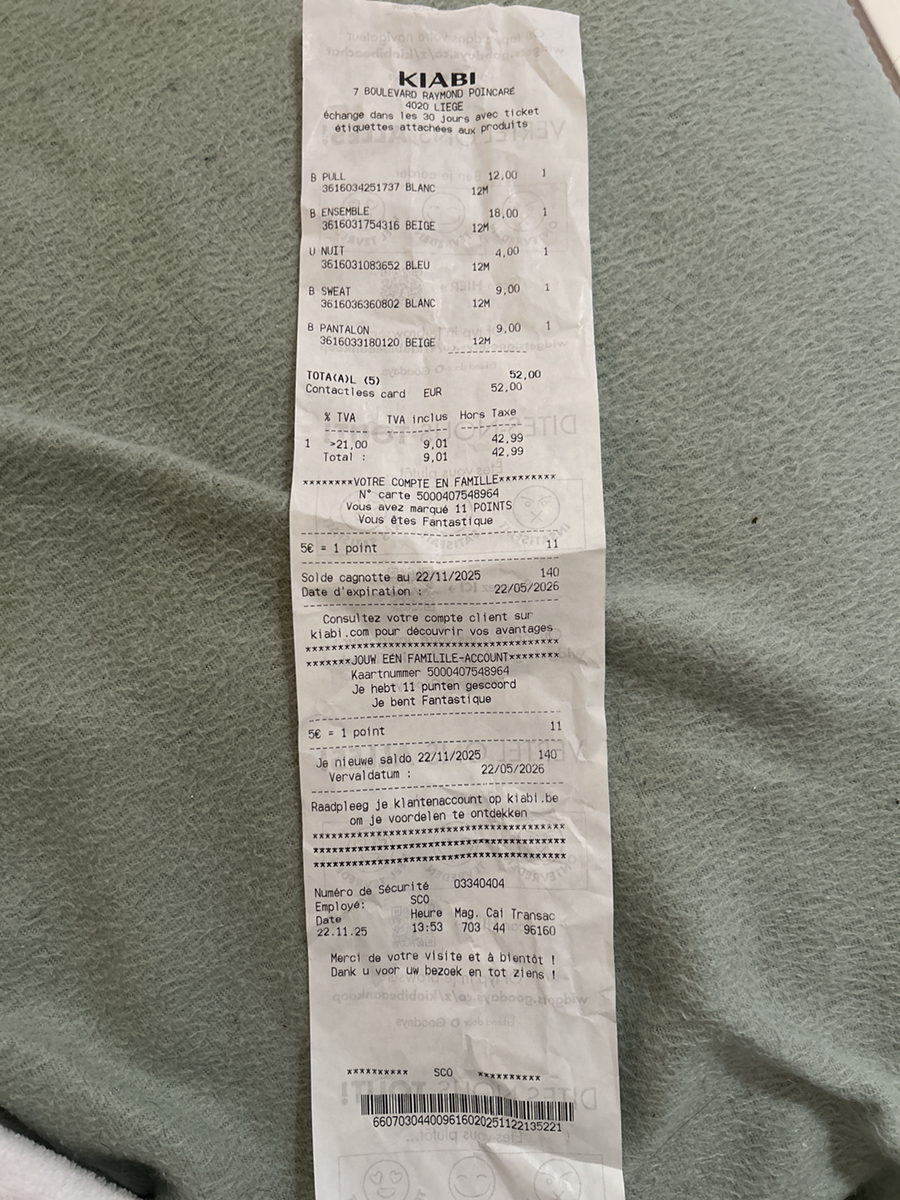 KIABI
7 BOULEVARD RAYMOND POINCARÉ
4020 LIEGE
échange dans les 30 jours avec ticket
étiquettes attachées aux produits
B PULL 12,00 1
3616034251737 BLANC 12M
B ENSEMBLE 18,00 1
3616031754316 BEIGE 12M
U NUIT 4,00 1
3616031083652 BLEU 12M
B SWEAT 9,00 1
3616036360802 BLANC 12M
B PANTALON 9,00 1
3616033180120 BEIGE 12M
------------
TOTA(A)L (5) 52,00
Contactless card EUR 52,00
% TVA TVA inclus Hors Taxe
1 >21,00 9,01 42,99
Total : 9,01 42,99
********VOTRE COMPTE EN FAMILLE*********
N° carte 5000407548964
Vous avez marqué 11 POINTS
Vous êtes Fantastique
5€ = 1 point 11
Solde cagnotte au 22/11/2025 140
Date d'expiration : 22/05/2026
Consultez votre compte client sur
kiabi.com pour découvrir vos avantages
****************************************
*******JOUW EEN FAMILILE-ACCOUNT********
Kaartnummer 5000407548964
Je hebt 11 punten gescoord
Je bent Fantastique
5€ = 1 point 11
Je nieuwe saldo 22/11/2025 140
Vervaldatum : 22/05/2026
Raadpleeg je klantenaccount op kiabi.be
om je voordelen te ontdekken
****************************************
****************************************
****************************************
Numéro de Sécurité 03340404
Employé: SCO
Date Heure Mag. Cai Transac
22.11.25 13:53 703 44 96160
Merci de votre visite et à bientôt !
Dank u voor uw bezoek en tot ziens !
********** SCO **********
660703044009616020251122135221